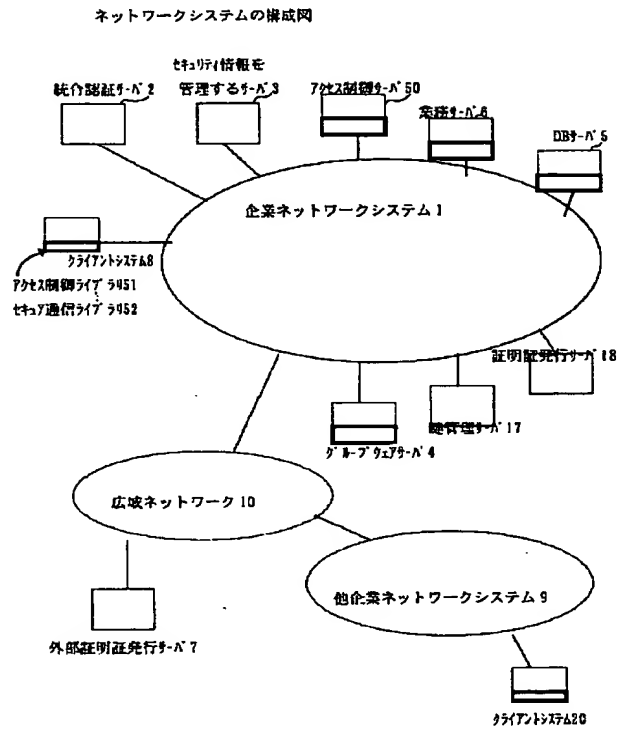 ネットワークシステムの構成図
セキュリティ情報を
管理するサーバ3
統合認証サーバ2
アクセス制御サーバ50
業務サーバ6
DBサーバ5
企業ネットワークシステム1
クライアントシステム8
アクセス制御ライブラリ51
セキュア通信ライブラリ52
証明証発行サーバ18
鍵管理サーバ17
グループウェアサーバ4
広域ネットワーク10
他企業ネットワークシステム9
外部証明証発行サーバ7
クライアントシステム20